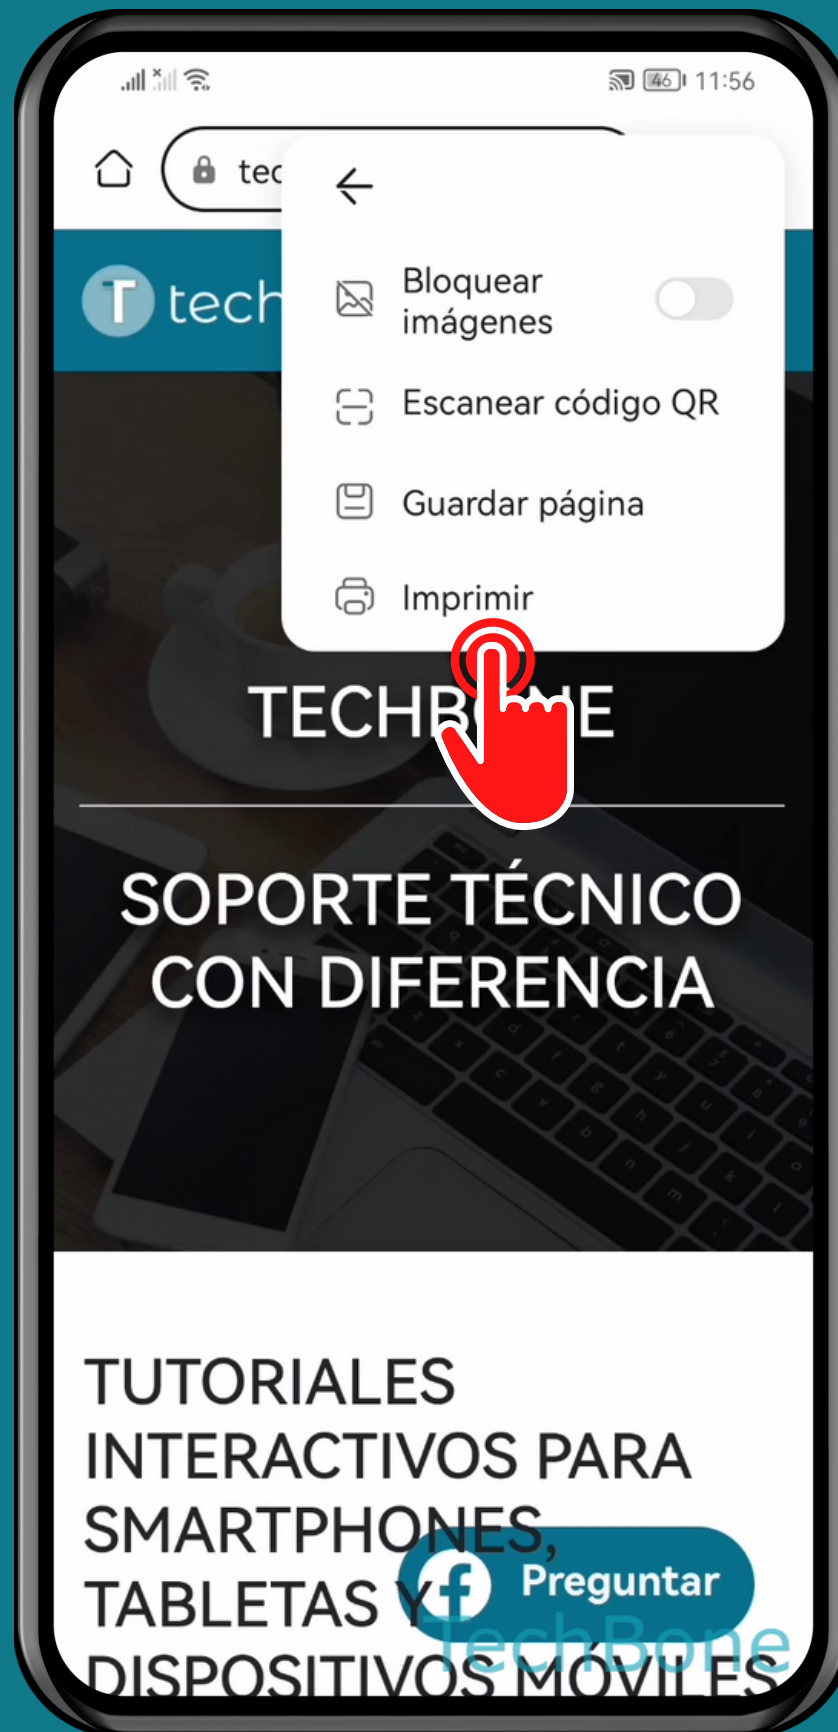 46 11:56
tec
Bloquear
imágenes
Escanear código QR
Guardar página
Imprimir
T tech
TECHB NE
SOPORTE TÉCNICO
CON DIFERENCIA
TUTORIALES
INTERACTIVOS PARA
SMARTPHONES,
TABLETAS Y
Preguntar
TechBone
DISPOSITIVOS MÓVILES